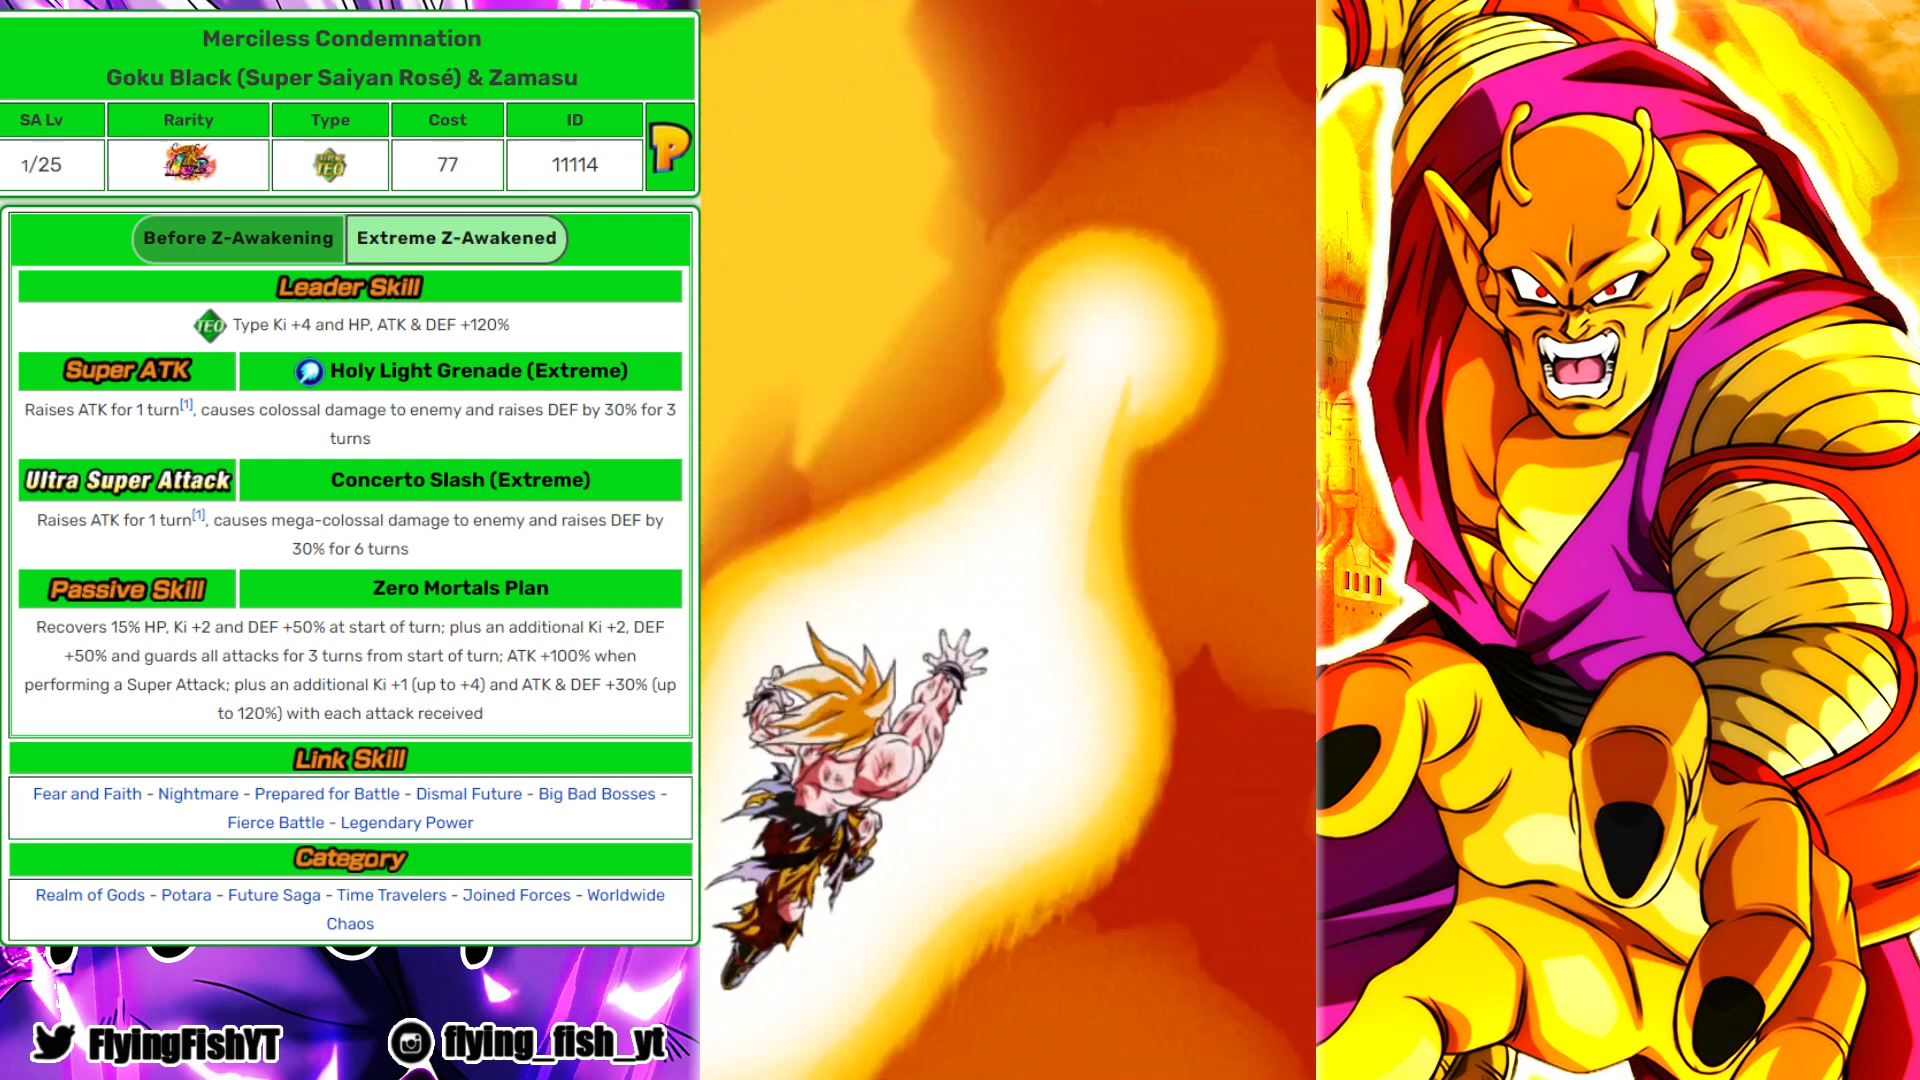 Merciless Condemnation
Goku Black (Super Saiyan Rosé) & Zamasu
SA Lv Rarity Type Cost ID
1/25 LR EXTREME TEQ 77 11114 P
Before Z-Awakening Extreme Z-Awakened
Leader Skill
TEQ Type Ki +4 and HP, ATK & DEF +120%
Super ATK Holy Light Grenade (Extreme)
Raises ATK for 1 turn[1], causes colossal damage to enemy and raises DEF by 30% for 3
turns
Ultra Super Attack Concerto Slash (Extreme)
Raises ATK for 1 turn[1], causes mega-colossal damage to enemy and raises DEF by
30% for 6 turns
Passive Skill Zero Mortals Plan
Recovers 15% HP, Ki +2 and DEF +50% at start of turn; plus an additional Ki +2, DEF
+50% and guards all attacks for 3 turns from start of turn; ATK +100% when
performing a Super Attack; plus an additional Ki +1 (up to +4) and ATK & DEF +30% (up
to 120%) with each attack received
Link Skill
Fear and Faith - Nightmare - Prepared for Battle - Dismal Future - Big Bad Bosses -
Fierce Battle - Legendary Power
Category
Realm of Gods - Potara - Future Saga - Time Travelers - Joined Forces - Worldwide
Chaos
FlyingFishYT flying_fish_yt